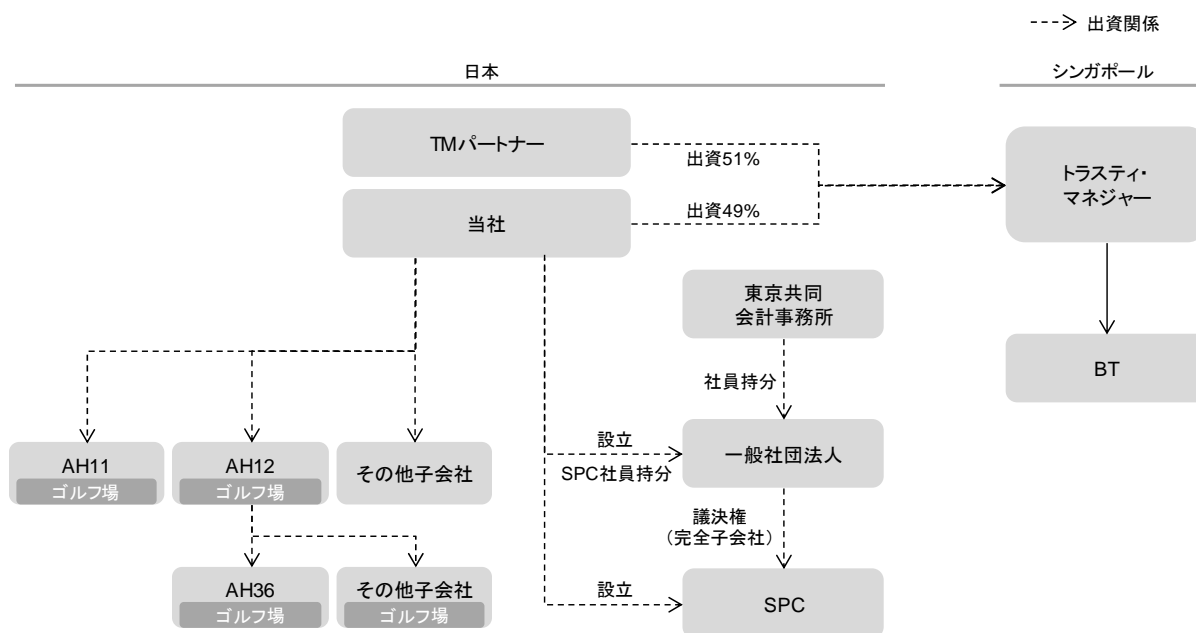 出資関係
日本
シンガポール
TMパートナー
出資51%
当社
出資49%
トラスティ・
マネジャー
東京共同
会計事務所
BT
社員持分
AH11
ゴルフ場
AH12
ゴルフ場
その他子会社
設立
SPC社員持分
一般社団法人
議決権
（完全子会社）
AH36
ゴルフ場
その他子会社
ゴルフ場
設立
SPC